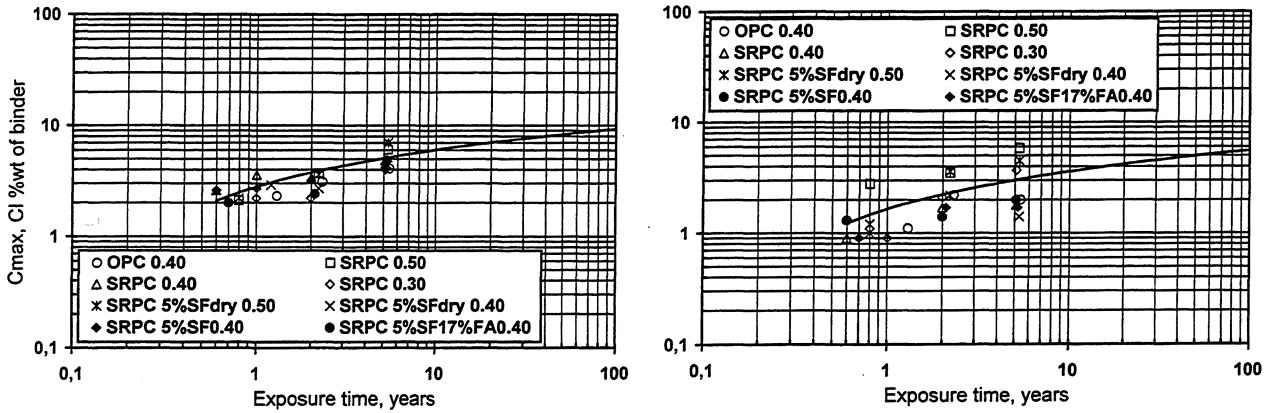 100
10
1
0,1
Cmax, Cl %wt of binder
OPC 0.40
SRPC 0.50
SRPC 0.40
SRPC 0.30
SRPC 5%SFdry 0.50
SRPC 5%SFdry 0.40
SRPC 5%SF0.40
SRPC 5%SF17%FA0.40
0,1
1
10
100
Exposure time, years
100
10
1
0,1
OPC 0.40
SRPC 0.50
SRPC 0.40
SRPC 0.30
SRPC 5%SFdry 0.50
SRPC 5%SFdry 0.40
SRPC 5%SF0.40
SRPC 5%SF17%FA0.40
0,1
1
10
100
Exposure time, years